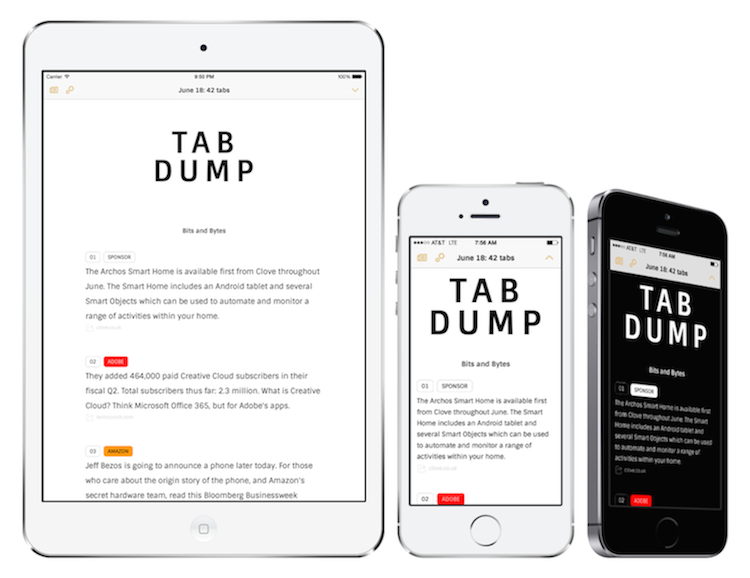 Carrier
8:00 PM
100%
June 18: 42 tabs
TAB
DUMP
Bits and Bytes
01 SPONSOR
The Archos Smart Home is available first from Clove throughout
June. The Smart Home includes an Android tablet and several
Smart Objects which can be used to automate and monitor a
range of activities within your home.
clove.co.uk
02 ADOBE
They added 464,000 paid Creative Cloud subscribers in their
fiscal Q2. Total subscribers thus far: 2.3 million. What is Creative
Cloud? Think Microsoft Office 365, but for Adobe's apps.
03 AMAZON
Jeff Bezos is going to announce a phone later today. For those
who care about the origin story of the phone, and Amazon's
secret hardware team, read this Bloomberg Businessweek
AT&T LTE
7:56 AM
June 18: 42 tabs
TAB
DUMP
Bits and Bytes
01 SPONSOR
The Archos Smart Home is available first
from Clove throughout June. The Smart
Home includes an Android tablet and
several Smart Objects which can be used
to automate and monitor a range of
activities within your home.
clove.co.uk
02 ADOBE
AT&T LTE
7:56 AM
June 18: 42 tabs
TAB
DUMP
Bits and Bytes
01 SPONSOR
The Archos Smart Home is available first
from Clove throughout June. The Smart
Home includes an Android tablet and
several Smart Objects which can be used
to automate and monitor a range of
activities within your home.
clove.co.uk
02 ADOBE